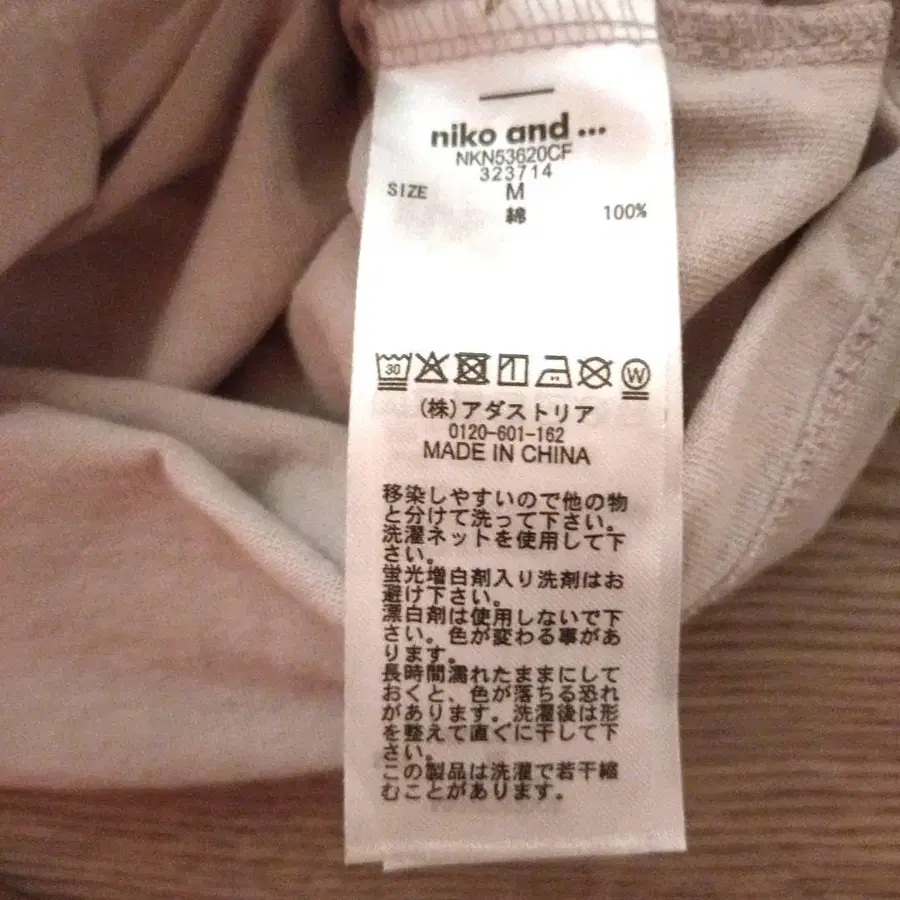 niko and ...
NKN53620CF
323714
SIZE M
綿 100%
30
W
(株)アダストリア
0120-601-162
MADE IN CHINA
移染しやすいので他の物
と分けて洗って下さい。
洗濯ネットを使用して下
さい。
蛍光増白剤入り洗剤はお
避け下さい。
漂白剤は使用しないで下
さい。色が変わる事があ
ります。
長時間濡れたままにして
おくと、色が落ちる恐れ
があります。洗濯後は形
を整えて直ぐに干して下
さい。
この製品は洗濯で若干縮
むことがあります。